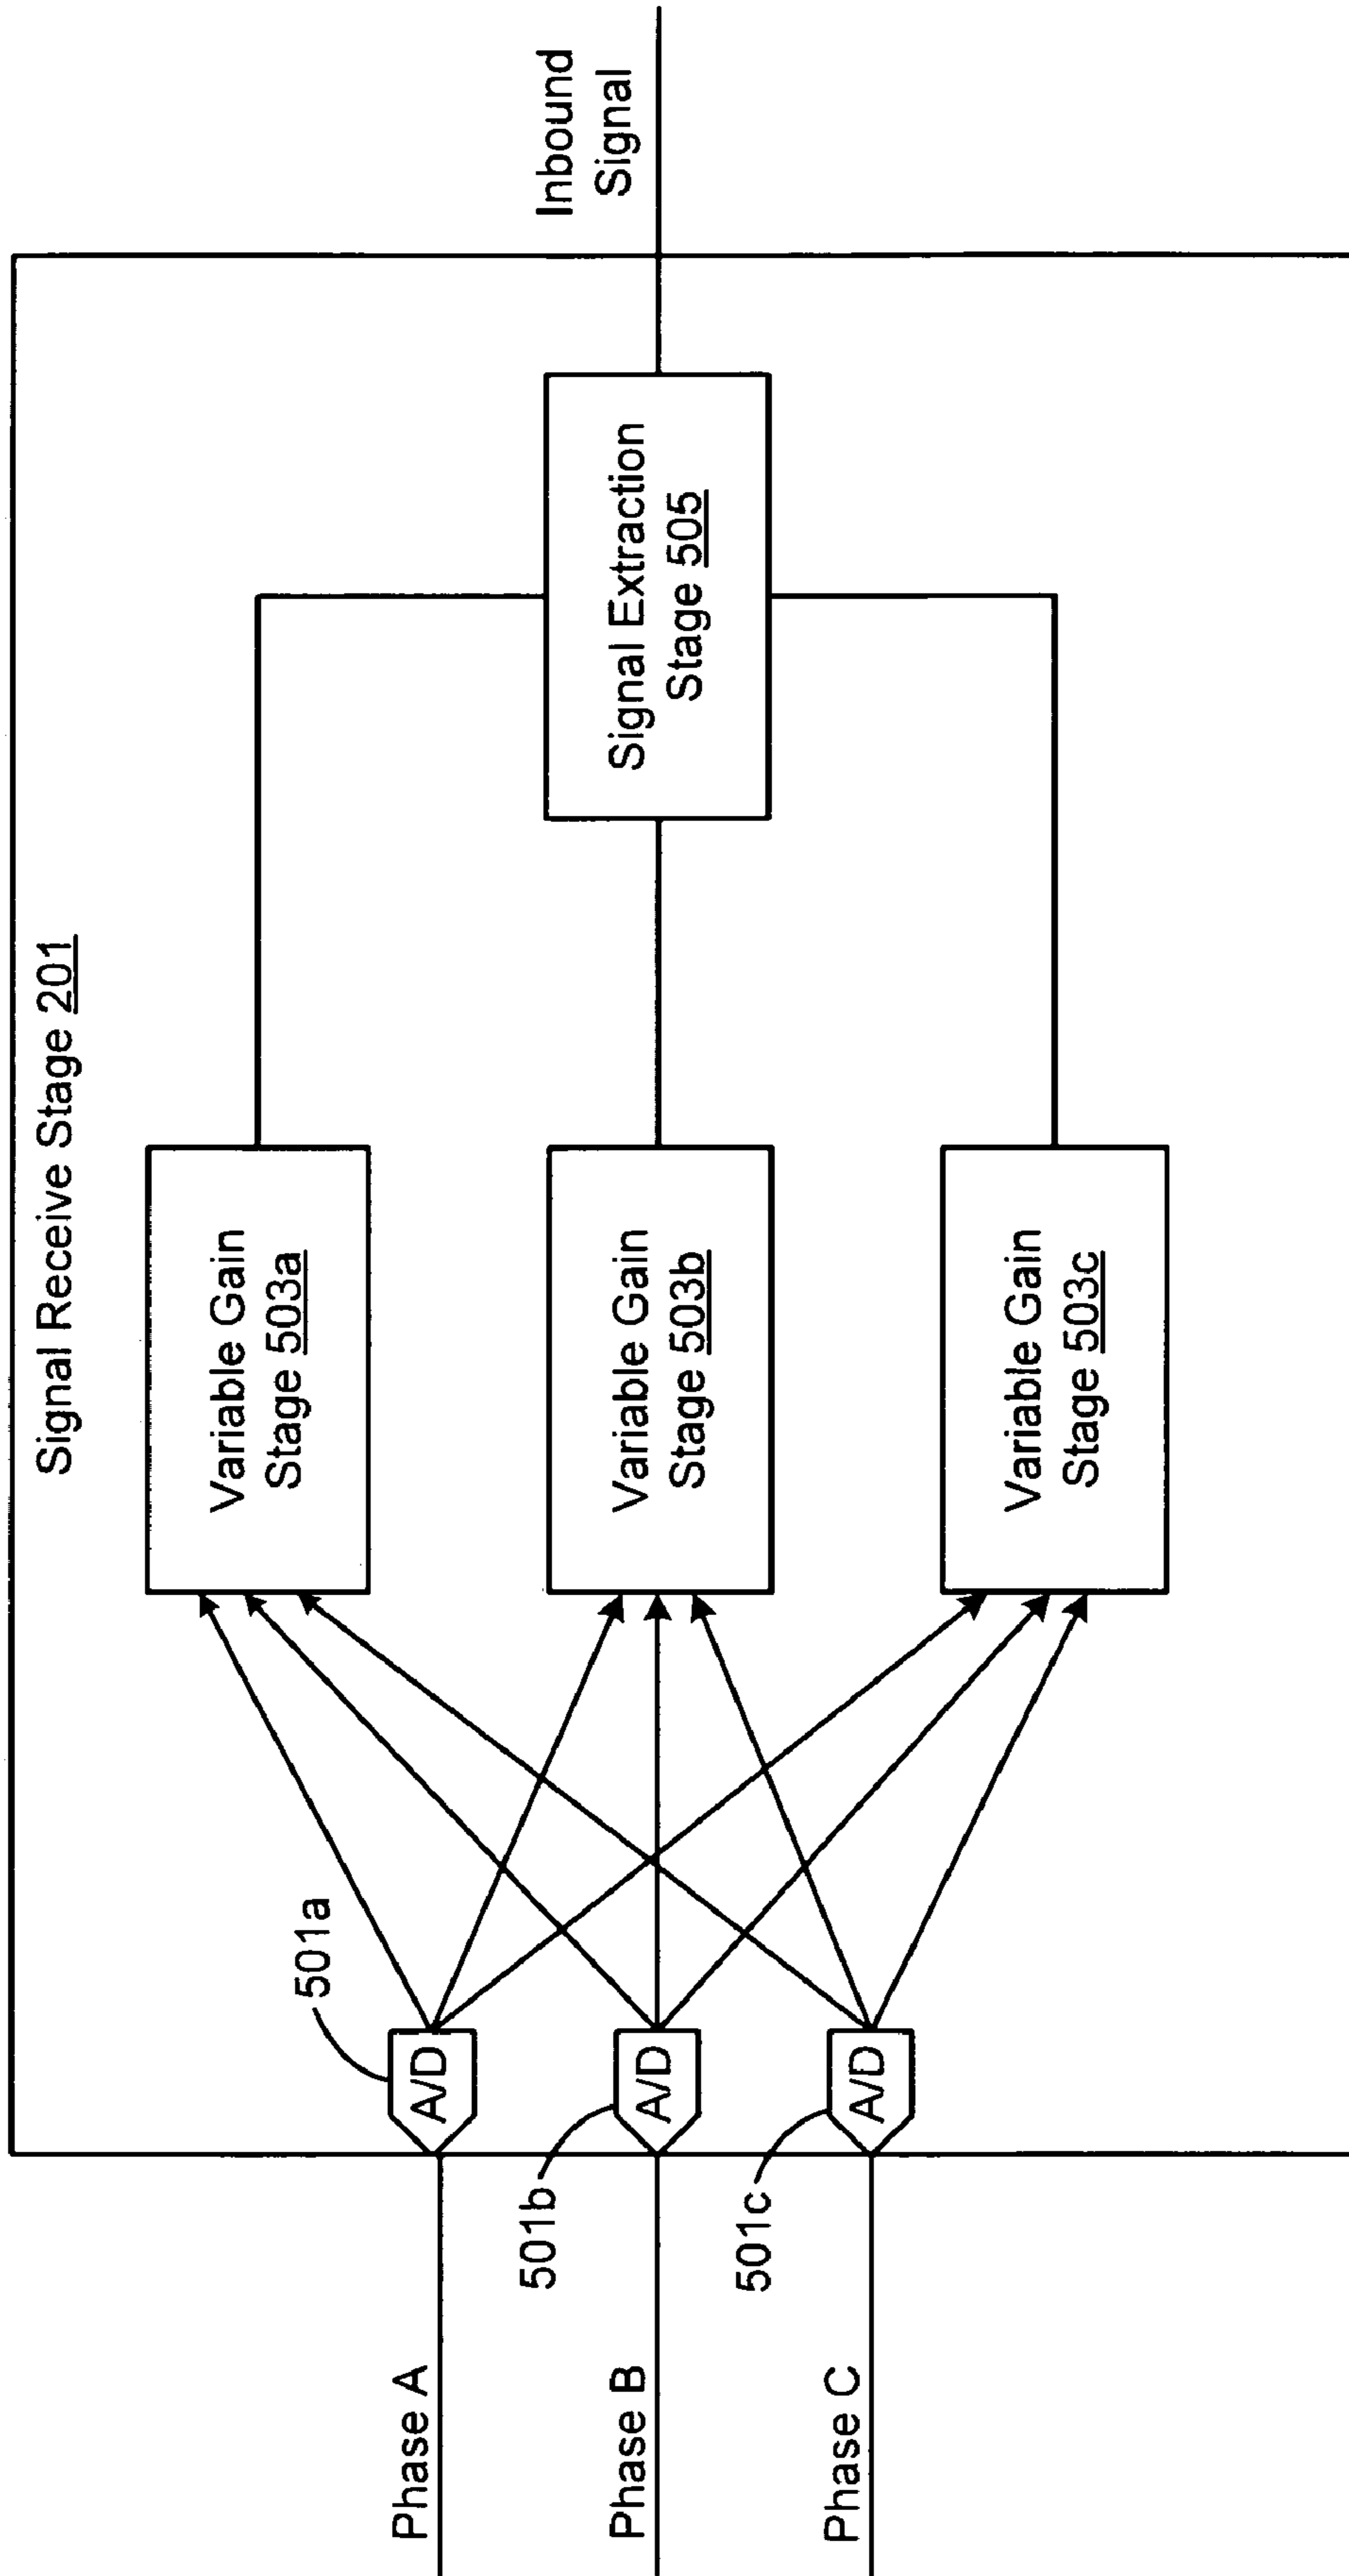 Signal Receive Stage 201
Inbound
Signal
Variable Gain
Stage 503a
Signal Extraction
Stage 505
Variable Gain
Stage 503b
Variable Gain
Stage 503c
501a
A/D
501b
A/D
501c
A/D
Phase A
Phase B
Phase C